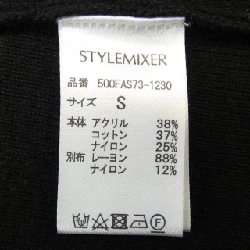 STYLEMIXER
品番 500FAS73-1230
サイズ S
本体 アクリル 38%
コットン 37%
ナイロン 25%
別布 レーヨン 88%
ナイロン 12%